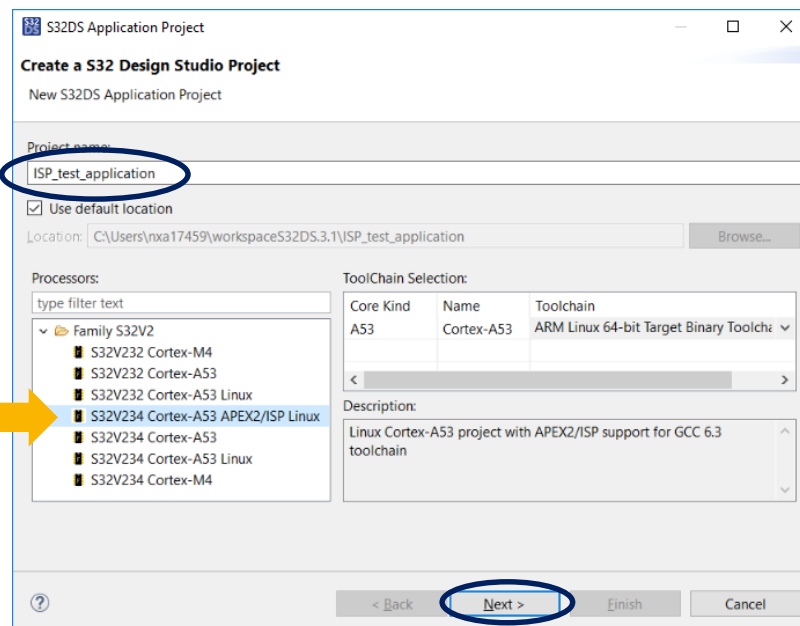 S32DS Application Project
Create a S32 Design Studio Project
New S32DS Application Project
Project name:
ISP_test_application
Use default location
Location: C:\Users\nxa17459\workspaceS32DS.3.1\ISP_test_application Browse...
Processors:
type filter text
Family S32V2
S32V232 Cortex-M4
S32V232 Cortex-A53
S32V232 Cortex-A53 Linux
S32V234 Cortex-A53 APEX2/ISP Linux
S32V234 Cortex-A53
S32V234 Cortex-A53 Linux
S32V234 Cortex-M4
ToolChain Selection:
Core Kind Name Toolchain
A53 Cortex-A53 ARM Linux 64-bit Target Binary Toolcha
Description:
Linux Cortex-A53 project with APEX2/ISP support for GCC 6.3
toolchain
? < Back Next > Finish Cancel